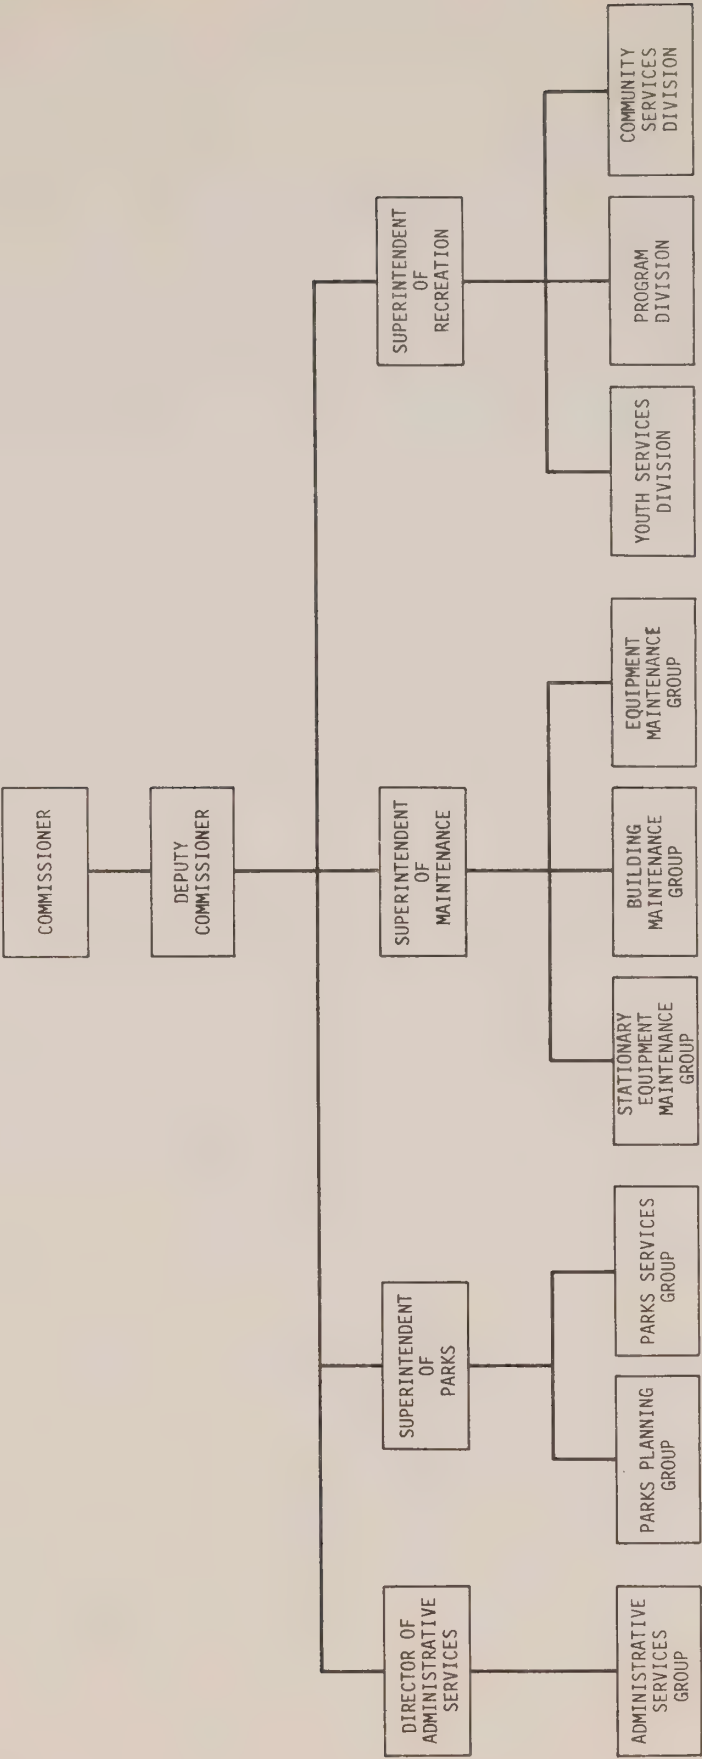 COMMISSIONER
DEPUTY
COMMISSIONER
DIRECTOR OF
ADMINISTRATIVE
SERVICES
SUPERINTENDENT
OF
PARKS
SUPERINTENDENT
OF
MAINTENANCE
SUPERINTENDENT
OF
RECREATION
ADMINISTRATIVE
SERVICES
GROUP
PARKS PLANNING
GROUP
PARKS SERVICES
GROUP
STATIONARY
EQUIPMENT
MAINTENANCE
GROUP
BUILDING
MAINTENANCE
GROUP
EQUIPMENT
MAINTENANCE
GROUP
YOUTH SERVICES
DIVISION
PROGRAM
DIVISION
COMMUNITY
SERVICES
DIVISION